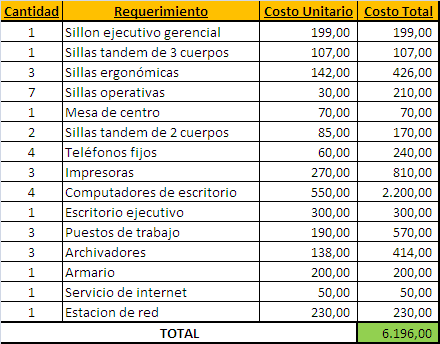 Cantidad Requerimiento Costo Unitario Costo Total
1 Sillon ejecutivo gerencial 199,00 199,00
1 Sillas tandem de 3 cuerpos 107,00 107,00
3 Sillas ergonómicas 142,00 426,00
7 Sillas operativas 30,00 210,00
1 Mesa de centro 70,00 70,00
2 Sillas tandem de 2 cuerpos 85,00 170,00
4 Teléfonos fijos 60,00 240,00
3 Impresoras 270,00 810,00
4 Computadores de escritorio 550,00 2.200,00
1 Escritorio ejecutivo 300,00 300,00
3 Puestos de trabajo 190,00 570,00
3 Archivadores 138,00 414,00
1 Armario 200,00 200,00
1 Servicio de internet 50,00 50,00
1 Estacion de red 230,00 230,00
TOTAL 6.196,00